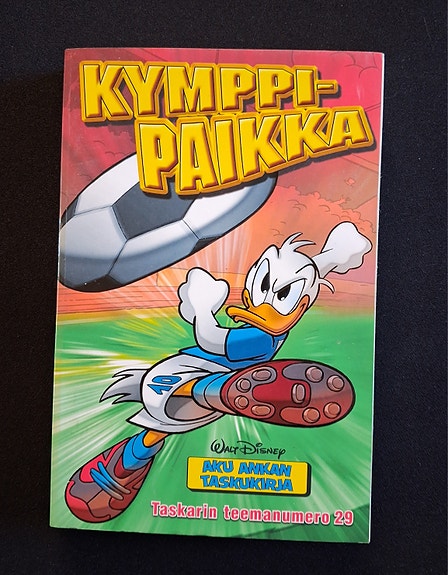 KYMPPI-
PAIKKA
10
WALT DISNEY
AKU ANKAN
TASKUKIRJA
Taskarin teemanumero 29